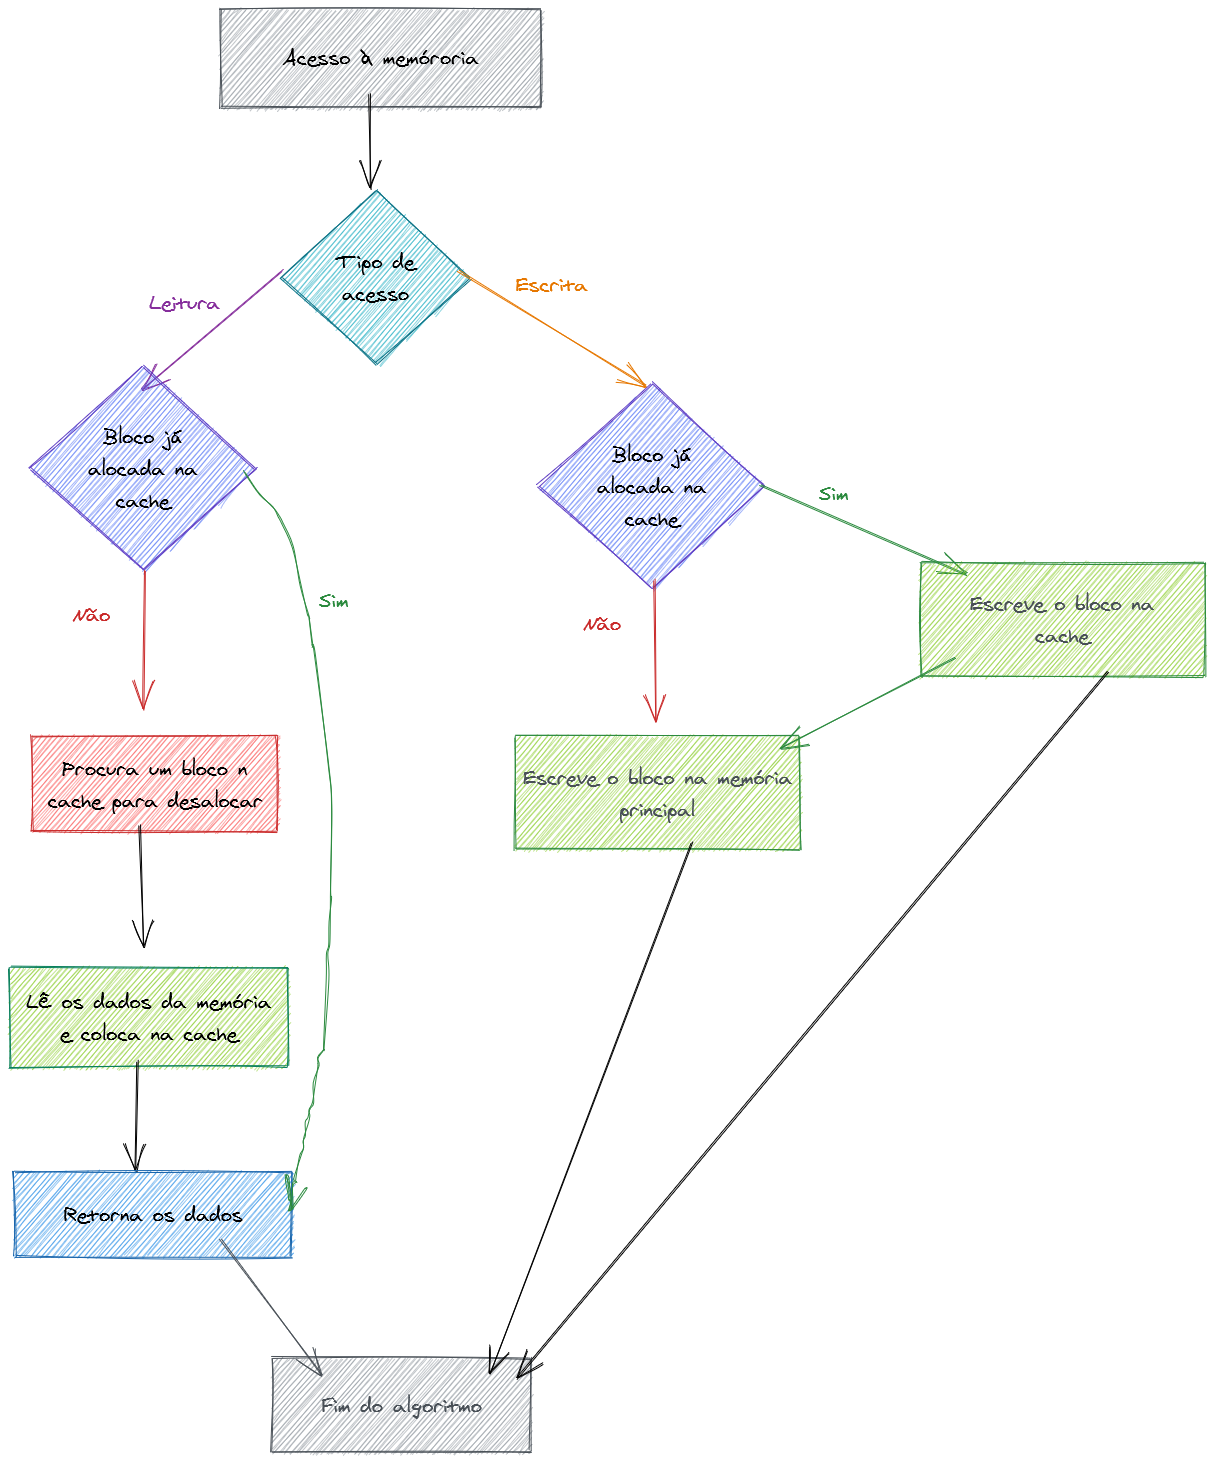 Acesso à memóroria
Tipo de
acesso
Leitura
Escrita
Bloco já
alocada na
cache
Bloco já
alocada na
cache
Sim
Não
Sim
Não
Escreve o bloco na
cache
Procura um bloco n
cache para desalocar
Escreve o bloco na memória
principal
Lê os dados da memória
e coloca na cache
Retorna os dados
Fim do algoritmo